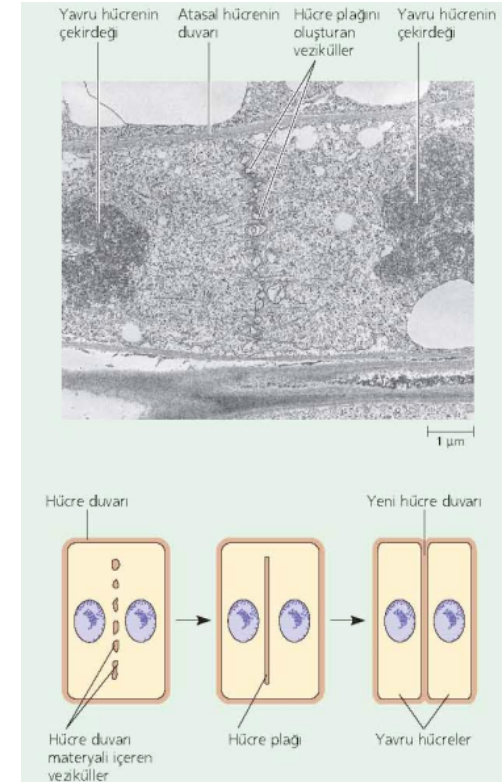 Yavru hücrenin
çekirdeği
Atasal hücrenin
duvarı
Hücre plağını
oluşturan
veziküller
Yavru hücrenin
çekirdeği
1 µm
Hücre duvarı
Yeni hücre duvarı
Hücre duvarı
materyali içeren
veziküller
Hücre plağı
Yavru hücreler